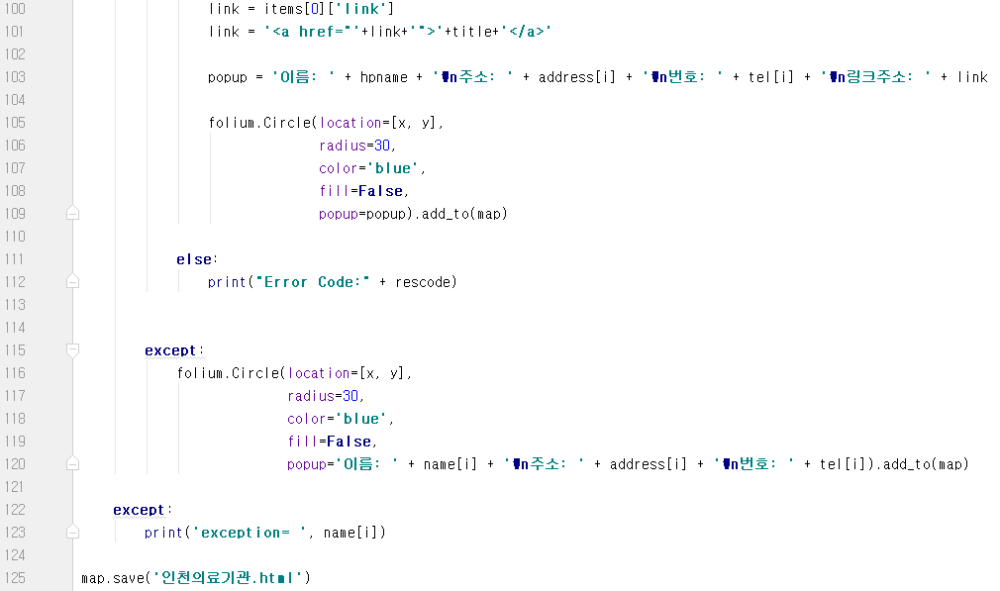 100 link = items[0]['link']
101 link = '<a href="'+link+'">'+title+'</a>'
102
103 popup = '이름: ' + hpname + '₩n주소: ' + address[i] + '₩n번호: ' + tel[i] + '₩n링크주소: ' + link
104
105 folium.Circle(location=[x, y],
106 radius=30,
107 color='blue',
108 fill=False,
109 popup=popup).add_to(map)
110
111 else:
112 print("Error Code:" + rescode)
113
114
115 except:
116 folium.Circle(location=[x, y],
117 radius=30,
118 color='blue',
119 fill=False,
120 popup='이름: ' + name[i] + '₩n주소: ' + address[i] + '₩n번호: ' + tel[i]).add_to(map)
121
122 except:
123 print('exception= ', name[i])
124
125 map.save('인천의료기관.html')